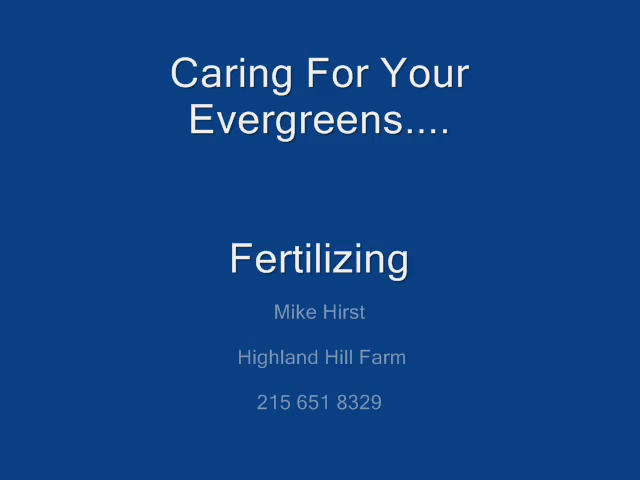 Caring For Your
Evergreens....
Fertilizing
Mike Hirst
Highland Hill Farm
215 651 8329